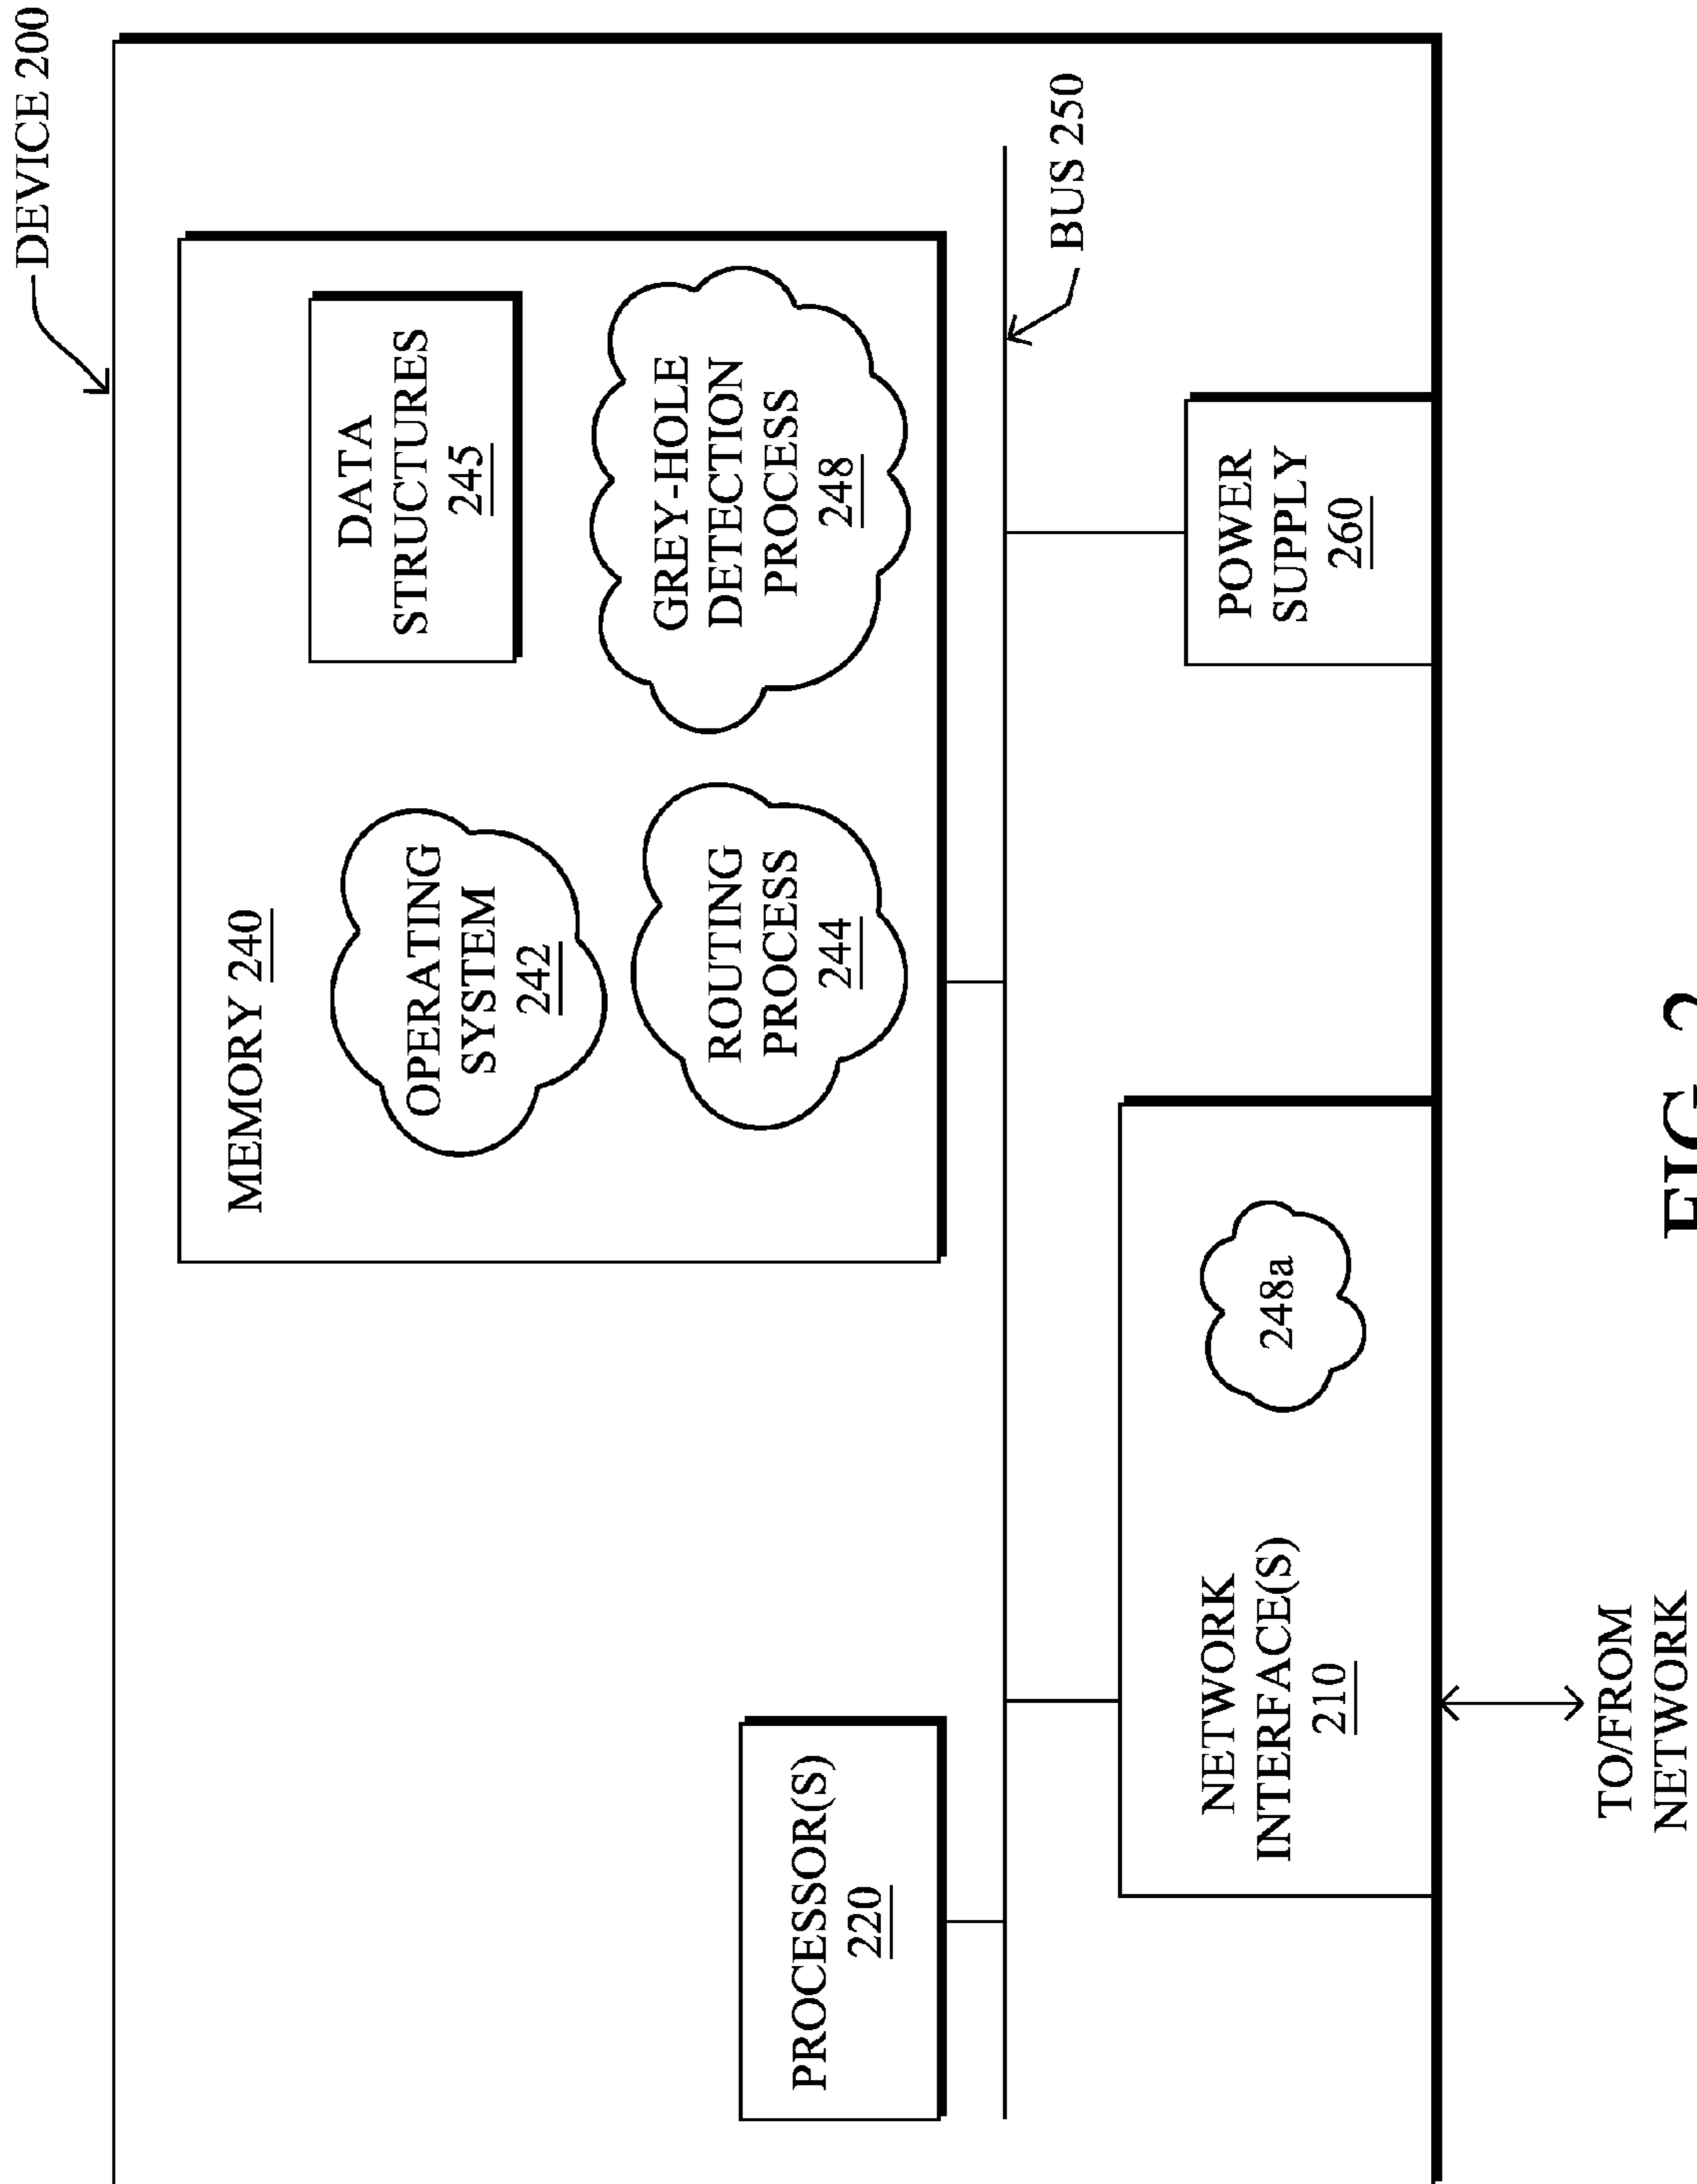 DEVICE 200
MEMORY 240
OPERATING
SYSTEM
242
DATA
STRUCTURES
245
ROUTING
PROCESS
244
GREY-HOLE
DETECTION
PROCESS
248
PROCESSOR(S)
220
BUS 250
NETWORK
INTERFACE(S)
210
248a
POWER
SUPPLY
260
TO/FROM
NETWORK
FIG. 2